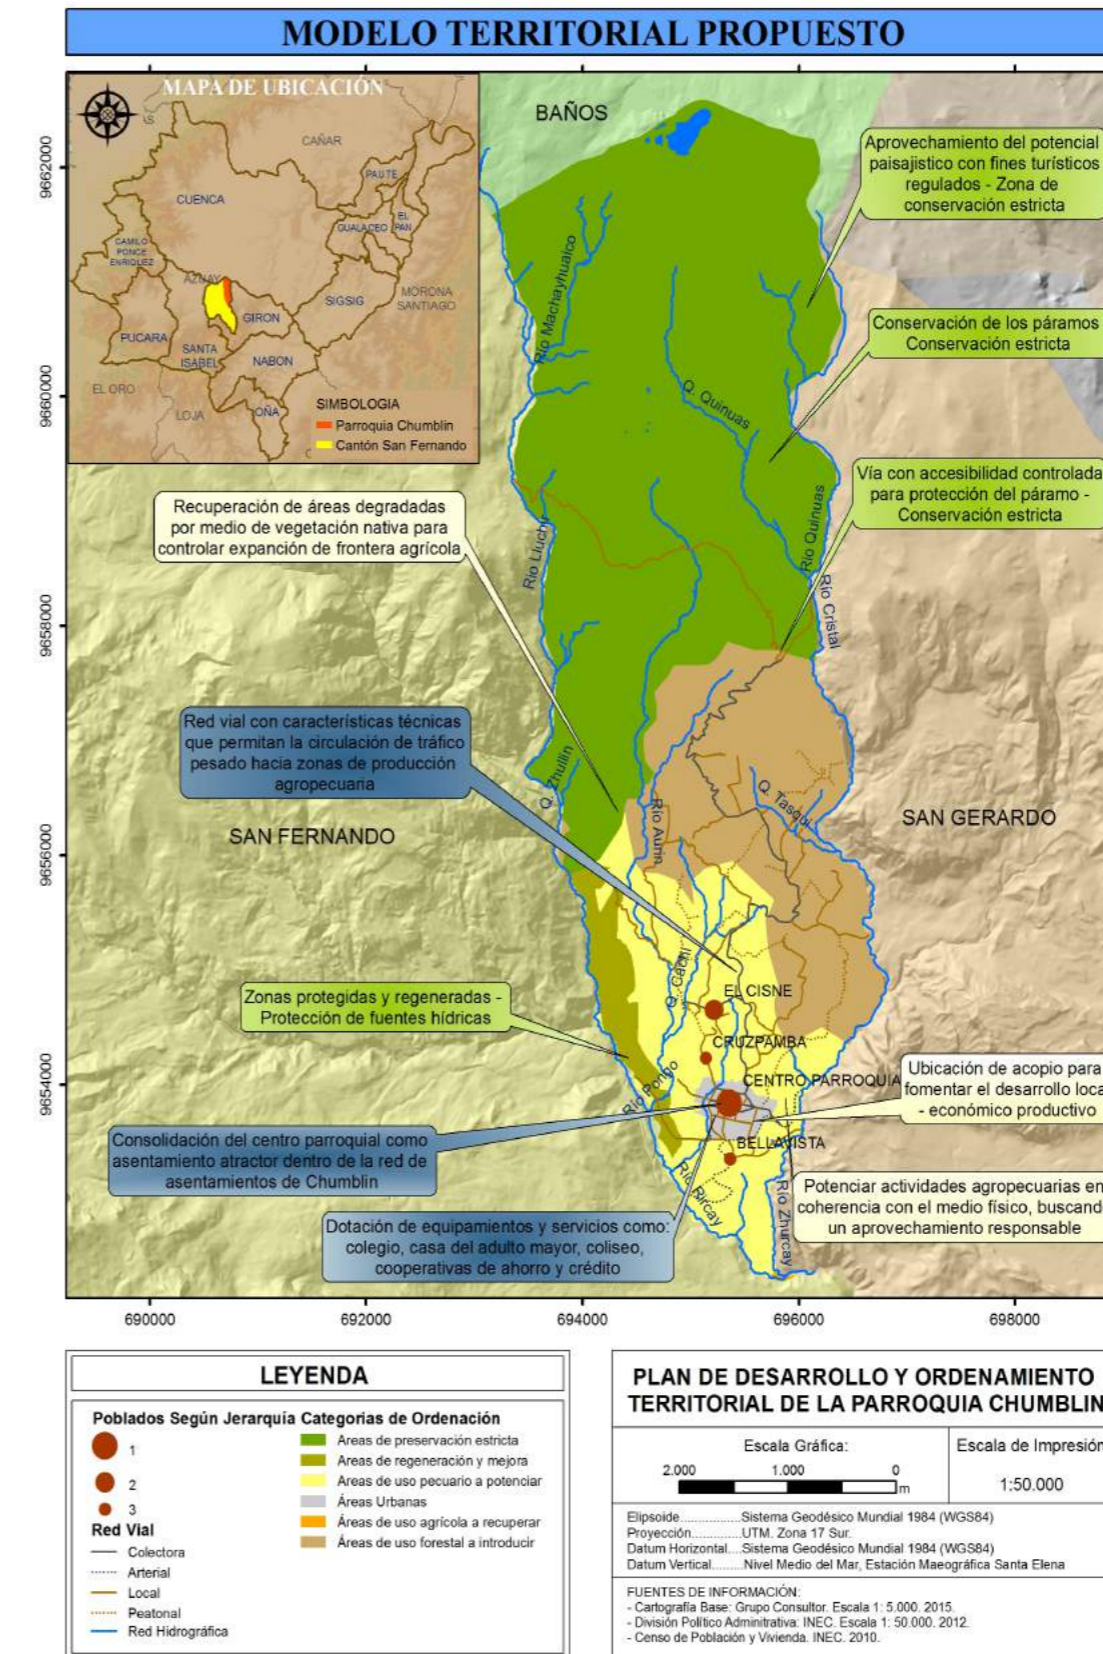 MODELO TERRITORIAL PROPUESTO
MAPA DE UBICACIÓN
CAÑAR
CUENCA
PAUTE
GUALACEO
EL
PAN
CAMILO
PONCE
ENRIQUEZ
AZUAY
GIRON
SIGSIG
MORONA
SANTIAGO
PUCARA
SANTA
ISABEL
NABON
EL ORO
LOJA
OÑA
SIMBOLOGIA
Parroquia Chumblin
Cantón San Fernando
BAÑOS
Aprovechamiento del potencial
paisajistico con fines turísticos
regulados - Zona de
conservación estricta
Conservación de los páramos
Conservación estricta
Vía con accesibilidad controlada
para protección del páramo -
Conservación estricta
Recuperación de áreas degradadas
por medio de vegetación nativa para
controlar expansión de frontera agrícola
Red vial con características técnicas
que permitan la circulación de tráfico
pesado hacia zonas de producción
agropecuaria
SAN FERNANDO
SAN GERARDO
Río Machayhuaico
Q. Quinuas
Río Quinuas
Río Cristal
Río Lluchir
Q. Zhullin
Río Aurin
Q. Tasqui
Q. Cachi
EL CISNE
CRUZPAMBA
CENTRO PARROQUIA
BELLAVISTA
Río Pongo
Río Rircay
Río Zhurcay
Zonas protegidas y regeneradas -
Protección de fuentes hídricas
Ubicación de acopio para
fomentar el desarrollo loca
- económico productivo
Consolidación del centro parroquial como
asentamiento atractor dentro de la red de
asentamientos de Chumblin
Potenciar actividades agropecuarias en
coherencia con el medio físico, buscando
un aprovechamiento responsable
Dotación de equipamientos y servicios como:
colegio, casa del adulto mayor, coliseo,
cooperativas de ahorro y crédito
9662000
9660000
9658000
9656000
9654000
690000
692000
694000
696000
698000
LEYENDA
Poblados Según Jerarquía
1
2
3
Red Vial
Colectora
Arterial
Local
Peatonal
Red Hidrográfica
Categorias de Ordenación
Areas de preservación estricta
Areas de regeneración y mejora
Areas de uso pecuario a potenciar
Áreas Urbanas
Áreas de uso agrícola a recuperar
Áreas de uso forestal a introducir
PLAN DE DESARROLLO Y ORDENAMIENTO
TERRITORIAL DE LA PARROQUIA CHUMBLIN
Escala Gráfica:
2.000 1.000 0
m
Escala de Impresión
1:50.000
Elipsoide................Sistema Geodésico Mundial 1984 (WGS84)
Proyección.............UTM. Zona 17 Sur.
Datum Horizontal....Sistema Geodésico Mundial 1984 (WGS84)
Datum Vertical.........Nivel Medio del Mar, Estación Maeográfica Santa Elena
FUENTES DE INFORMACIÓN:
- Cartografía Base: Grupo Consultor. Escala 1: 5.000. 2015.
- División Político Adminitrativa: INEC. Escala 1: 50.000. 2012.
- Censo de Población y Vivienda. INEC. 2010.